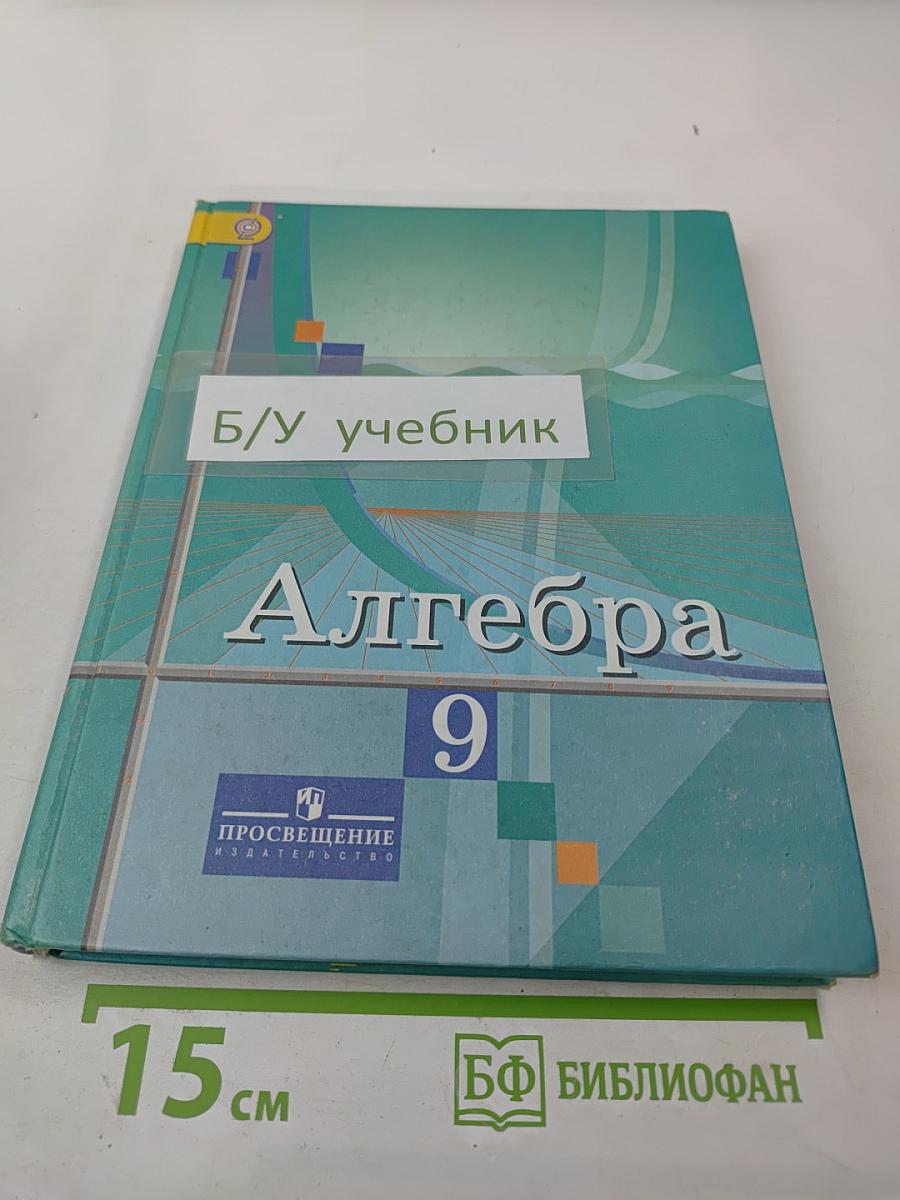 Б/У учебник
Алгебра
9
ПРОСВЕЩЕНИЕ
ИЗДАТЕЛЬСТВО
15 см
БФ БИБЛИОФАН